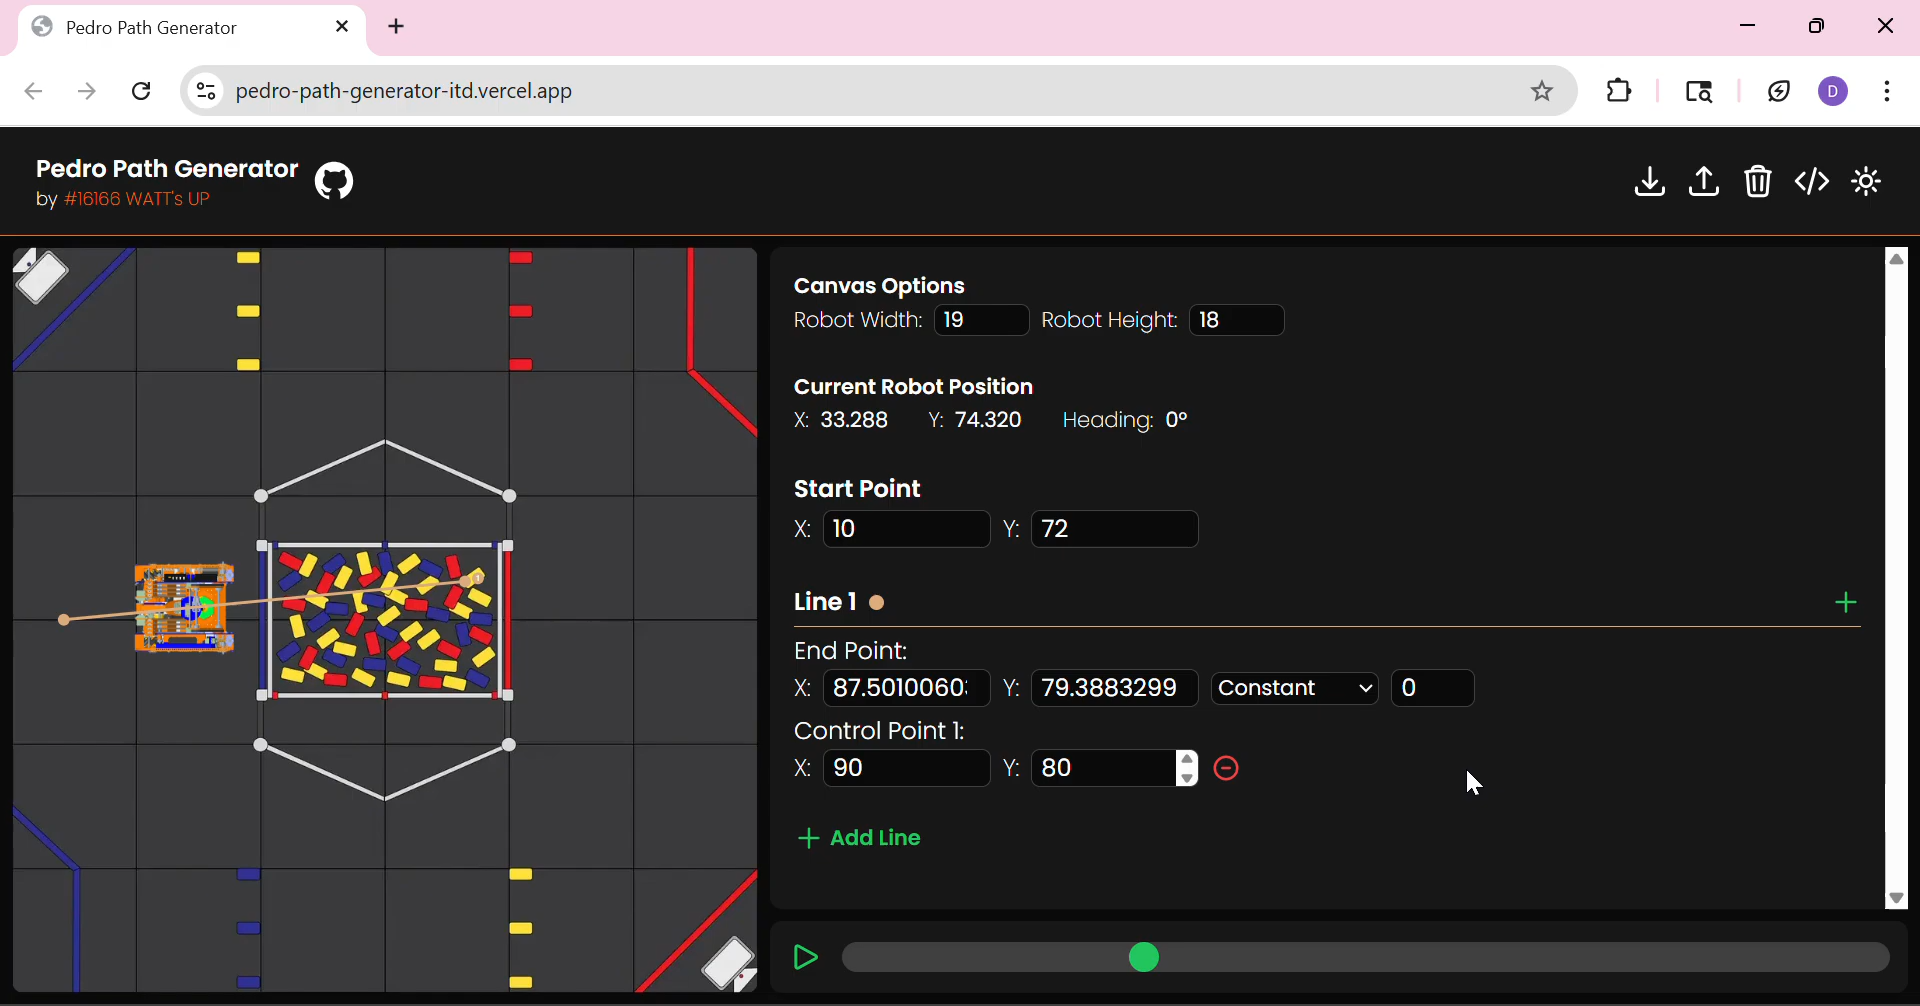 Pedro Path Generator
pedro-path-generator-itd.vercel.app
D
Pedro Path Generator
by #16166 WATT's UP
Canvas Options
Robot Width: 19 Robot Height: 18
Current Robot Position
X: 33.288 Y: 74.320 Heading: 0°
Start Point
X: 10 Y: 72
Line 1
End Point:
X: 87.50100603 Y: 79.3883299 Constant 0
Control Point 1:
X: 90 Y: 80
+ Add Line
1